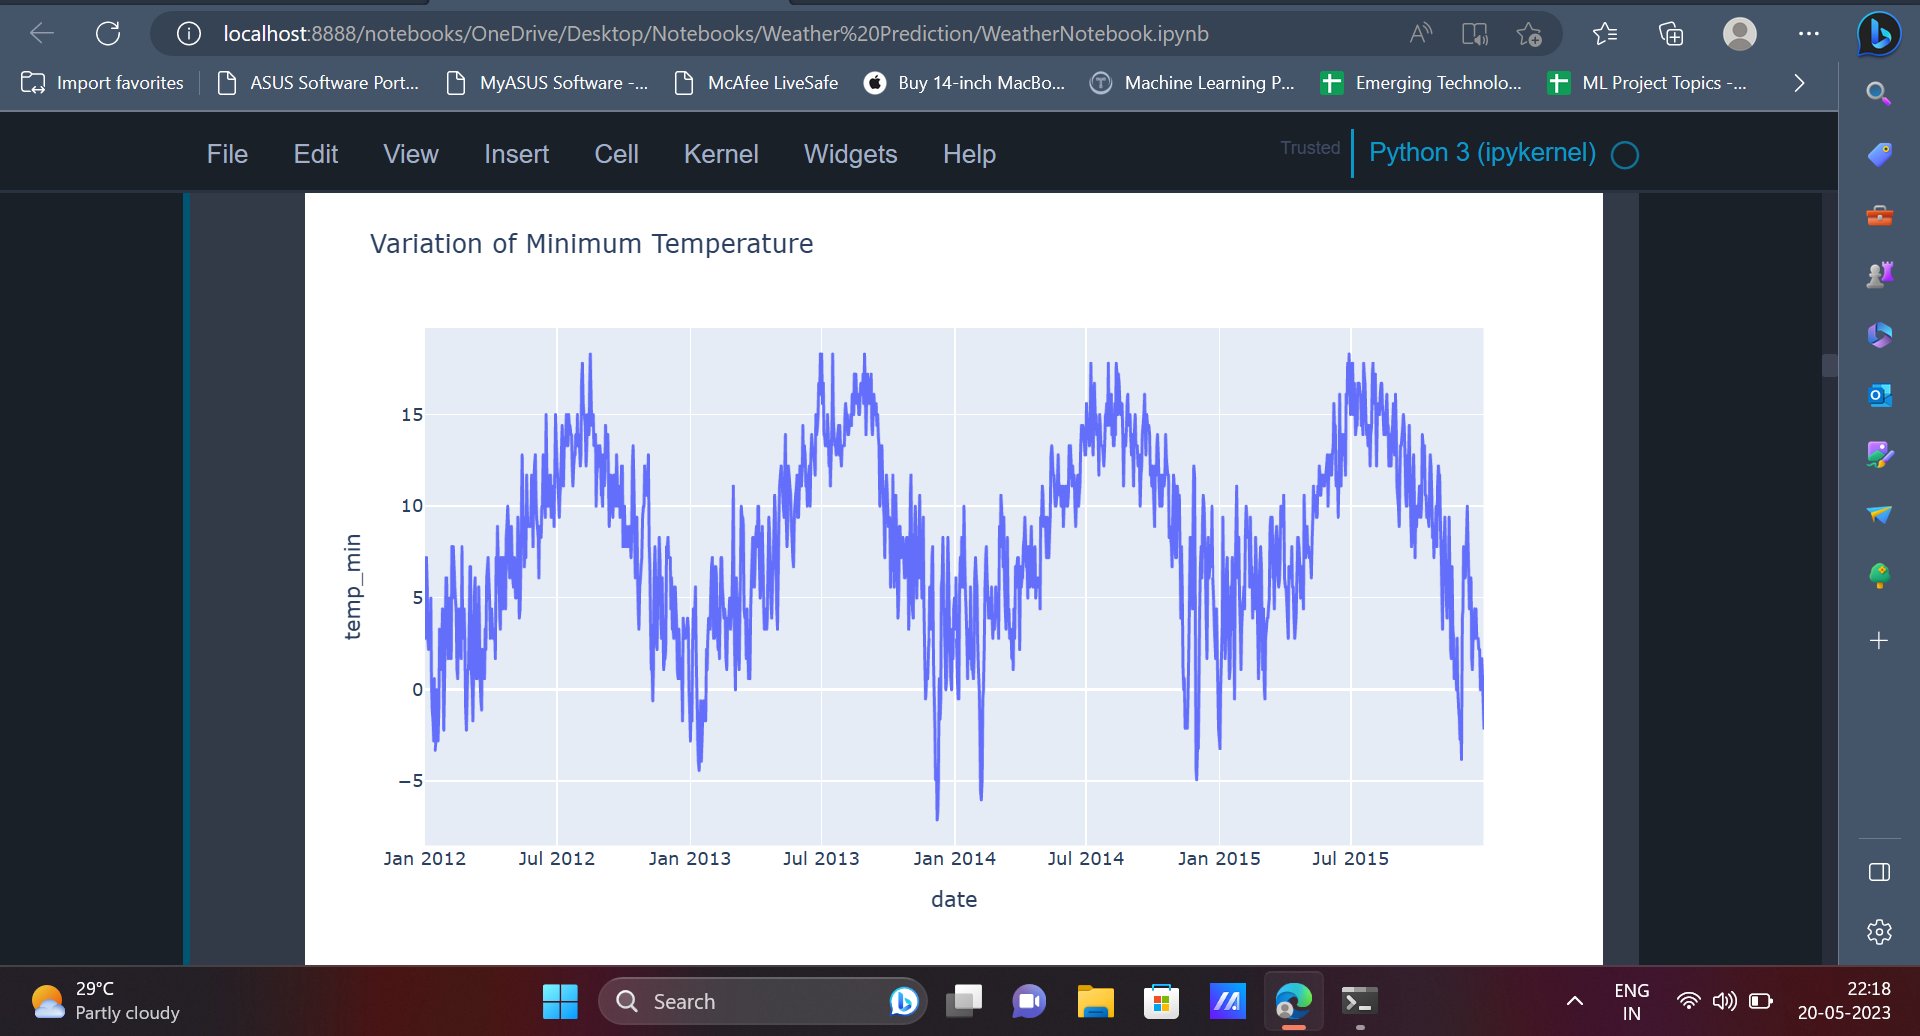 localhost:8888/notebooks/OneDrive/Desktop/Notebooks/Weather%20Prediction/WeatherNotebook.ipynb
Import favorites
ASUS Software Port...
MyASUS Software -...
McAfee LiveSafe
Buy 14-inch MacBo...
Machine Learning P...
Emerging Technolo...
ML Project Topics -...
File Edit View Insert Cell Kernel Widgets Help
Trusted
Python 3 (ipykernel)
Variation of Minimum Temperature
15
10
5
0
−5
temp_min
Jan 2012 Jul 2012 Jan 2013 Jul 2013 Jan 2014 Jul 2014 Jan 2015 Jul 2015
date
29°C
Partly cloudy
Search
ENG
IN
22:18
20-05-2023